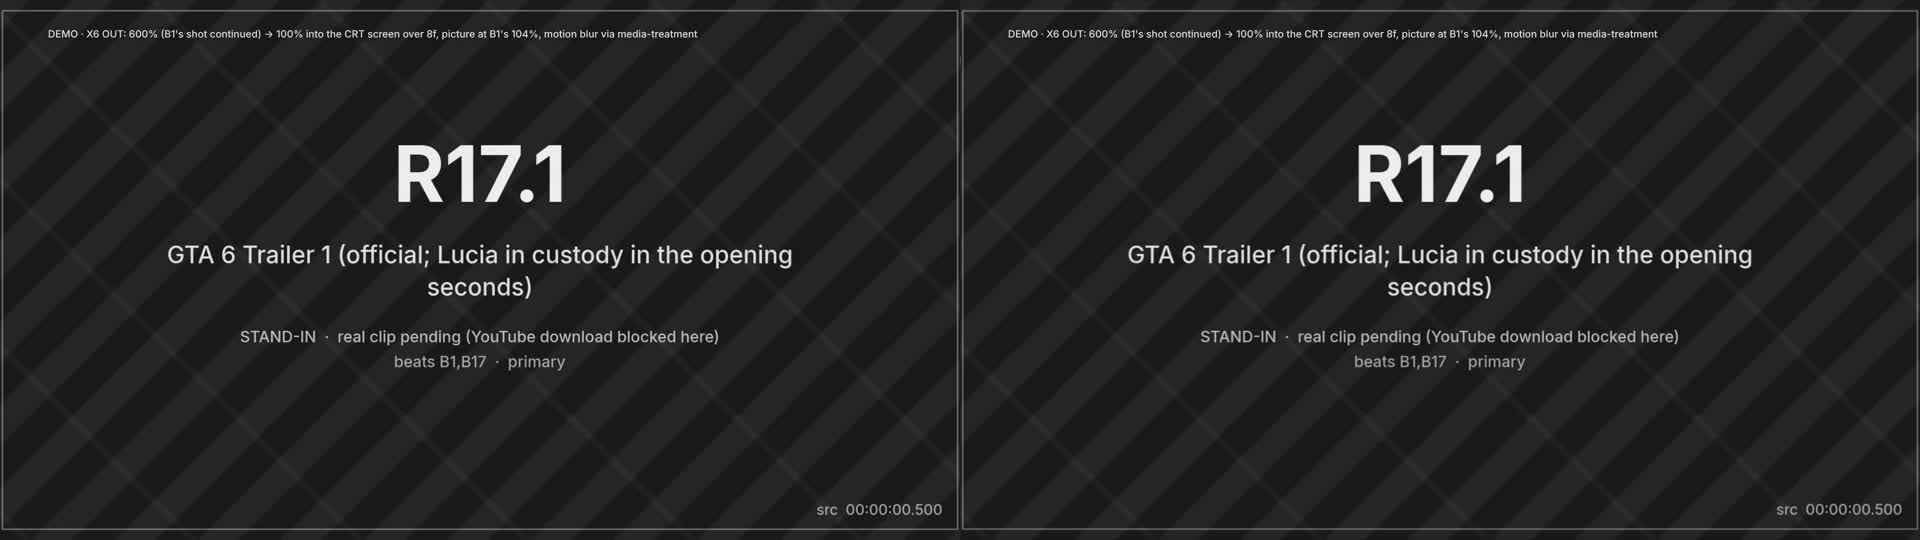 DEMO · X6 OUT: 600% (B1's shot continued) → 100% into the CRT screen over 8f, picture at B1's 104%, motion blur via media-treatment
R17.1
GTA 6 Trailer 1 (official; Lucia in custody in the opening
seconds)
STAND-IN · real clip pending (YouTube download blocked here)
beats B1,B17 · primary
src 00:00:00.500
DEMO · X6 OUT: 600% (B1's shot continued) → 100% into the CRT screen over 8f, picture at B1's 104%, motion blur via media-treatment
R17.1
GTA 6 Trailer 1 (official; Lucia in custody in the opening
seconds)
STAND-IN · real clip pending (YouTube download blocked here)
beats B1,B17 · primary
src 00:00:00.500